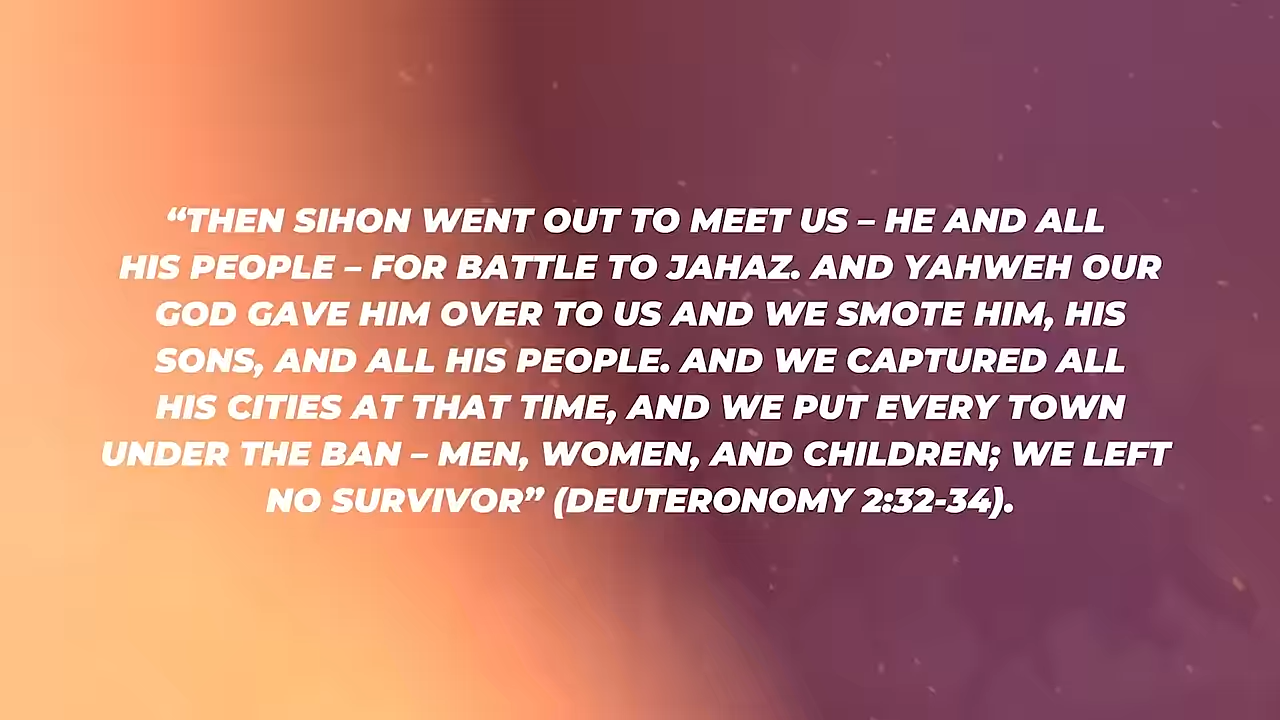 “THEN SIHON WENT OUT TO MEET US – HE AND ALL
HIS PEOPLE – FOR BATTLE TO JAHAZ. AND YAHWEH OUR
GOD GAVE HIM OVER TO US AND WE SMOTE HIM, HIS
SONS, AND ALL HIS PEOPLE. AND WE CAPTURED ALL
HIS CITIES AT THAT TIME, AND WE PUT EVERY TOWN
UNDER THE BAN – MEN, WOMEN, AND CHILDREN; WE LEFT
NO SURVIVOR” (DEUTERONOMY 2:32-34).